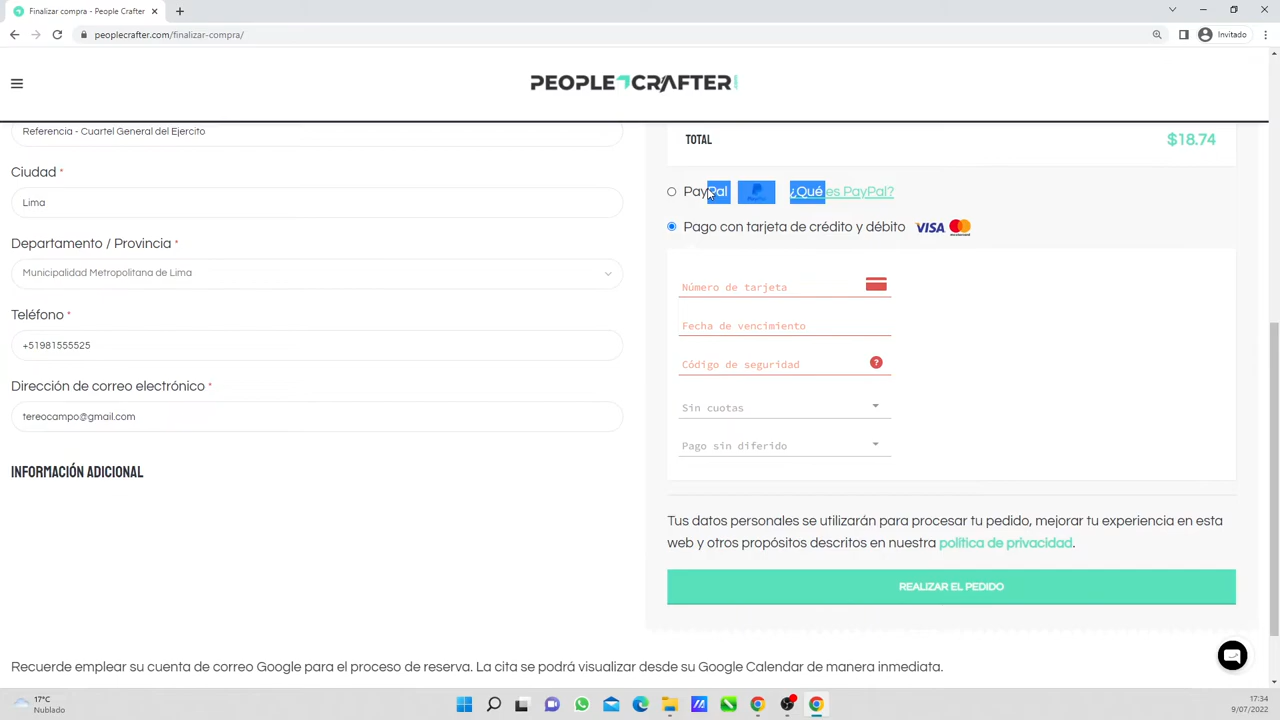 Finalizar compra - People Crafter
peoplecrafter.com/finalizar-compra/
Invitado
PEOPLE CRAFTER
Referencia - Cuartel General del Ejercito
Ciudad *
Lima
Departamento / Provincia *
Municipalidad Metropolitana de Lima
Teléfono *
+51981555525
Dirección de correo electrónico *
tereocampo@gmail.com
INFORMACIÓN ADICIONAL
TOTAL $18.74
PayPal PayPal ¿Qué es PayPal?
Pago con tarjeta de crédito y débito VISA mastercard
Número de tarjeta
Fecha de vencimiento
Código de seguridad ?
Sin cuotas
Pago sin diferido
Tus datos personales se utilizarán para procesar tu pedido, mejorar tu experiencia en esta
web y otros propósitos descritos en nuestra política de privacidad.
REALIZAR EL PEDIDO
Recuerde emplear su cuenta de correo Google para el proceso de reserva. La cita se podrá visualizar desde su Google Calendar de manera inmediata.
17°C
Nublado
17:34
9/07/2022